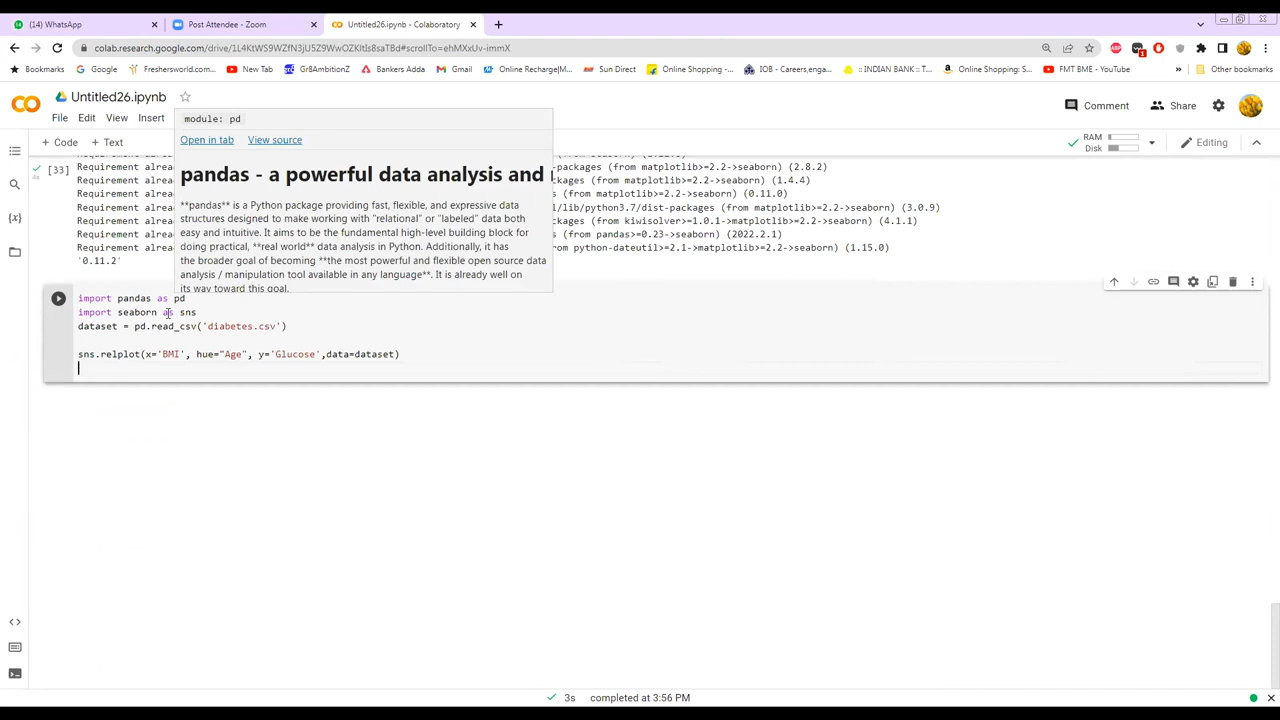 (14) WhatsApp
Post Attendee - Zoom
Untitled26.ipynb - Colaboratory
colab.research.google.com/drive/1L4KtWS9WZfN3jU5Z9WwOZKItIs8saTBd#scrollTo=ehMXxUv-immX
Bookmarks Google Freshersworld.com... New Tab Gr8AmbitionZ Bankers Adda Gmail Online Recharge|M... Sun Direct Online Shopping -... IOB - Careers,enga... :: INDIAN BANK :: T... Amazon Online: S... FMT BME - YouTube » Other bookmarks
Untitled26.ipynb
Comment Share
File Edit View Insert
+ Code + Text
RAM
Disk
Editing
module: pd
Open in tab View source
pandas - a powerful data analysis and
**pandas** is a Python package providing fast, flexible, and expressive data
structures designed to make working with "relational" or "labeled" data both
easy and intuitive. It aims to be the fundamental high-level building block for
doing practical, **real world** data analysis in Python. Additionally, it has
the broader goal of becoming **the most powerful and flexible open source data
analysis / manipulation tool available in any language**. It is already well on
its way toward this goal.
[33]
4s
Requirement alrea -packages (from matplotlib>=2.2->seaborn) (2.8.2)
Requirement alrea ckages (from matplotlib>=2.2->seaborn) (1.4.4)
Requirement alrea es (from matplotlib>=2.2->seaborn) (0.11.0)
Requirement alrea l/lib/python3.7/dist-packages (from matplotlib>=2.2->seaborn) (3.0.9)
Requirement alrea ckages (from kiwisolver>=1.0.1->matplotlib>=2.2->seaborn) (4.1.1)
Requirement alrea s (from pandas>=0.23->seaborn) (2022.2.1)
Requirement alrea from python-dateutil>=2.1->matplotlib>=2.2->seaborn) (1.15.0)
'0.11.2'
import pandas as pd
import seaborn as sns
dataset = pd.read_csv('diabetes.csv')
sns.relplot(x='BMI', hue="Age", y='Glucose',data=dataset)
3s completed at 3:56 PM